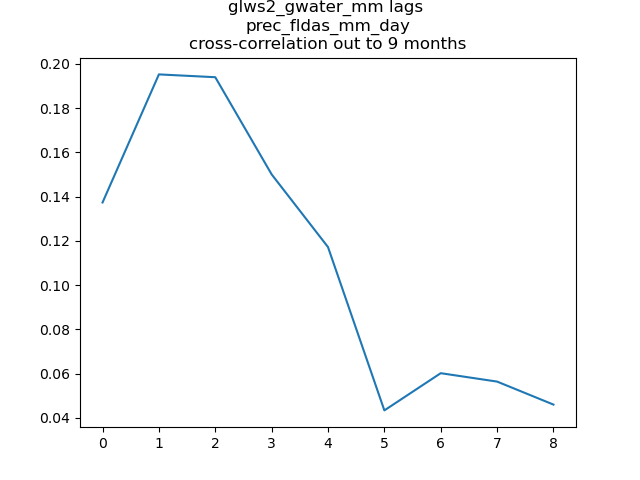 glws2_gwater_mm lags
prec_fldas_mm_day
cross-correlation out to 9 months
0.20
0.18
0.16
0.14
0.12
0.10
0.08
0.06
0.04
0 1 2 3 4 5 6 7 8